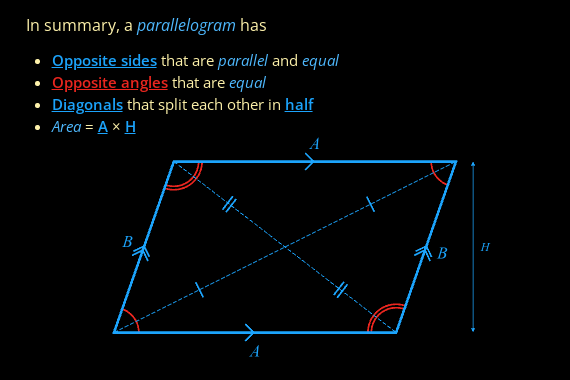 In summary, a parallelogram has
• Opposite sides that are parallel and equal
• Opposite angles that are equal
• Diagonals that split each other in half
• Area = A × H
A
B
B
H
A